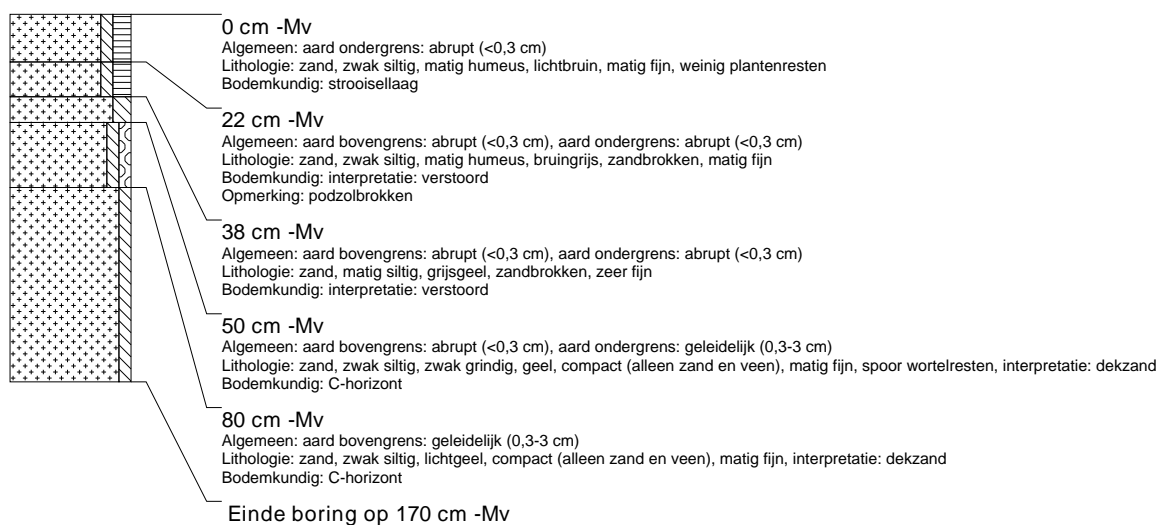 0 cm -Mv
Algemeen: aard ondergrens: abrupt (<0,3 cm)
Lithologie: zand, zwak siltig, matig humeus, lichtbruin, matig fijn, weinig plantenresten
Bodemkundig: strooisellaag
22 cm -Mv
Algemeen: aard bovengrens: abrupt (<0,3 cm), aard ondergrens: abrupt (<0,3 cm)
Lithologie: zand, zwak siltig, matig humeus, bruingrijs, zandbrokken, matig fijn
Bodemkundig: interpretatie: verstoord
Opmerking: podzolbrokken
38 cm -Mv
Algemeen: aard bovengrens: abrupt (<0,3 cm), aard ondergrens: abrupt (<0,3 cm)
Lithologie: zand, matig siltig, grijsgeel, zandbrokken, zeer fijn
Bodemkundig: interpretatie: verstoord
50 cm -Mv
Algemeen: aard bovengrens: abrupt (<0,3 cm), aard ondergrens: geleidelijk (0,3-3 cm)
Lithologie: zand, zwak siltig, zwak grindig, geel, compact (alleen zand en veen), matig fijn, spoor wortelresten, interpretatie: dekzand
Bodemkundig: C-horizont
80 cm -Mv
Algemeen: aard bovengrens: geleidelijk (0,3-3 cm)
Lithologie: zand, zwak siltig, lichtgeel, compact (alleen zand en veen), matig fijn, interpretatie: dekzand
Bodemkundig: C-horizont
Einde boring op 170 cm -Mv